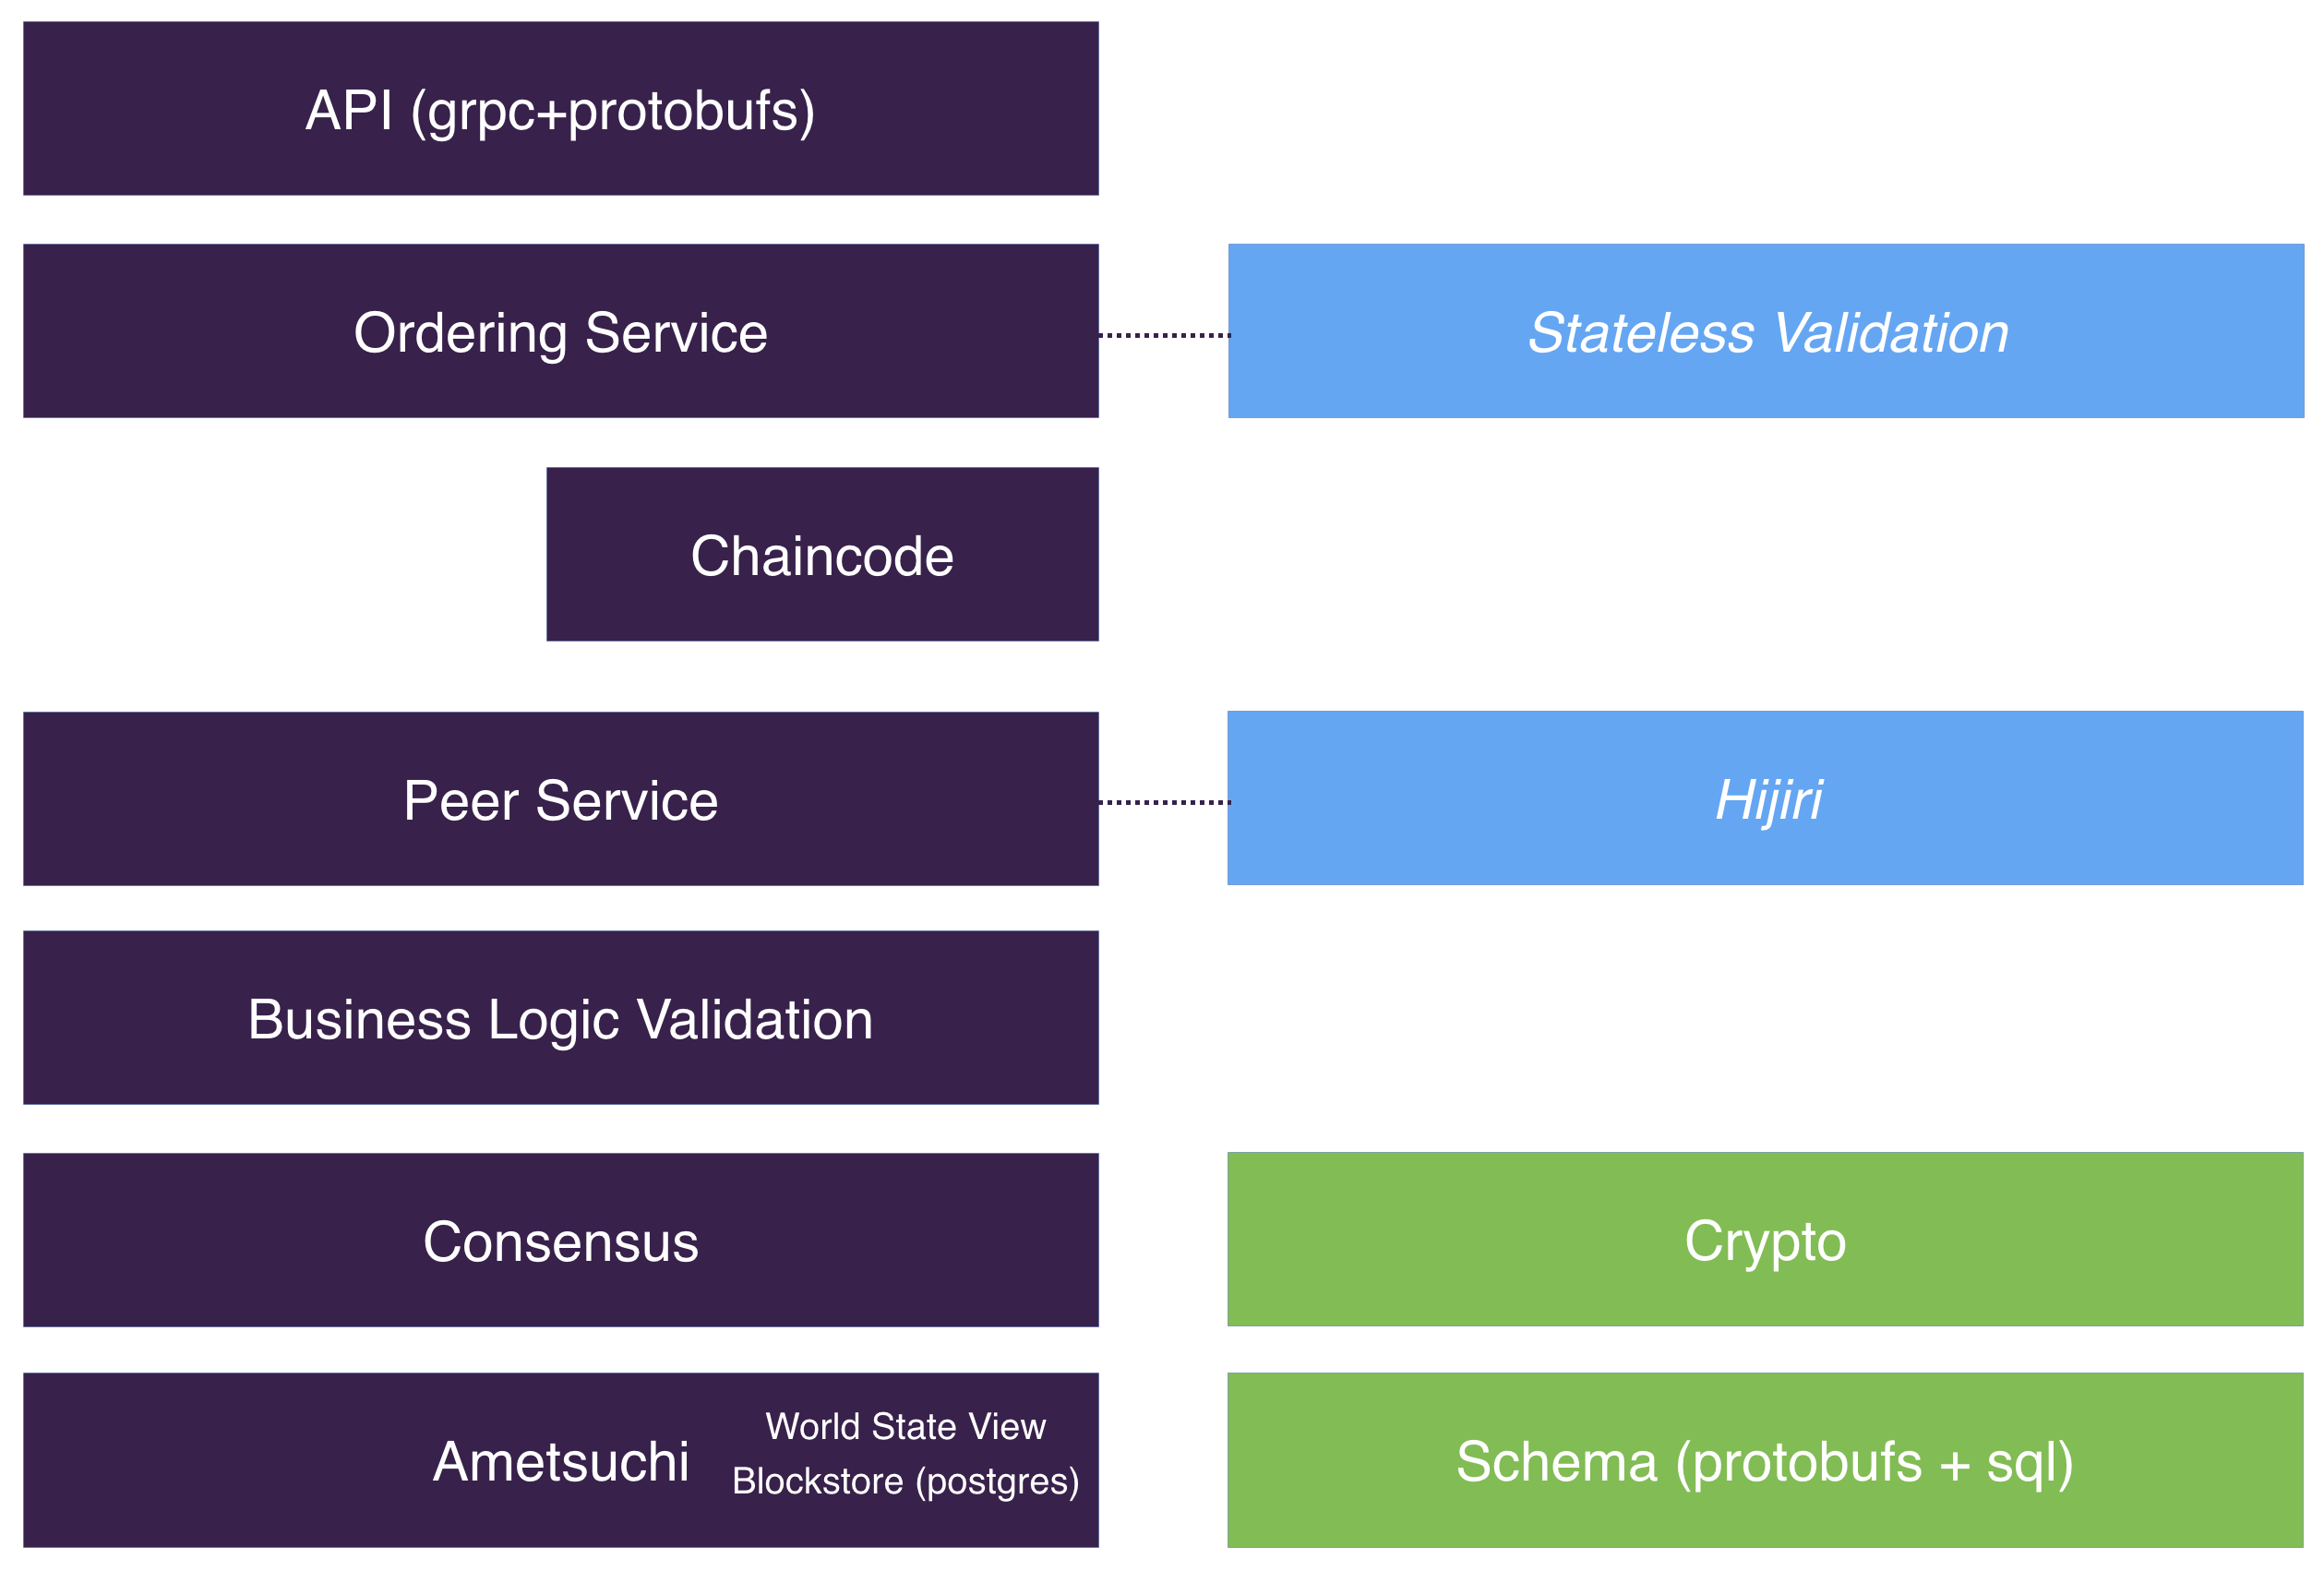 API (grpc+protobufs)
Ordering Service
Stateless Validation
Chaincode
Peer Service
Hijiri
Business Logic Validation
Consensus
Crypto
Ametsuchi
World State View
Blockstore (postgres)
Schema (protobufs + sql)